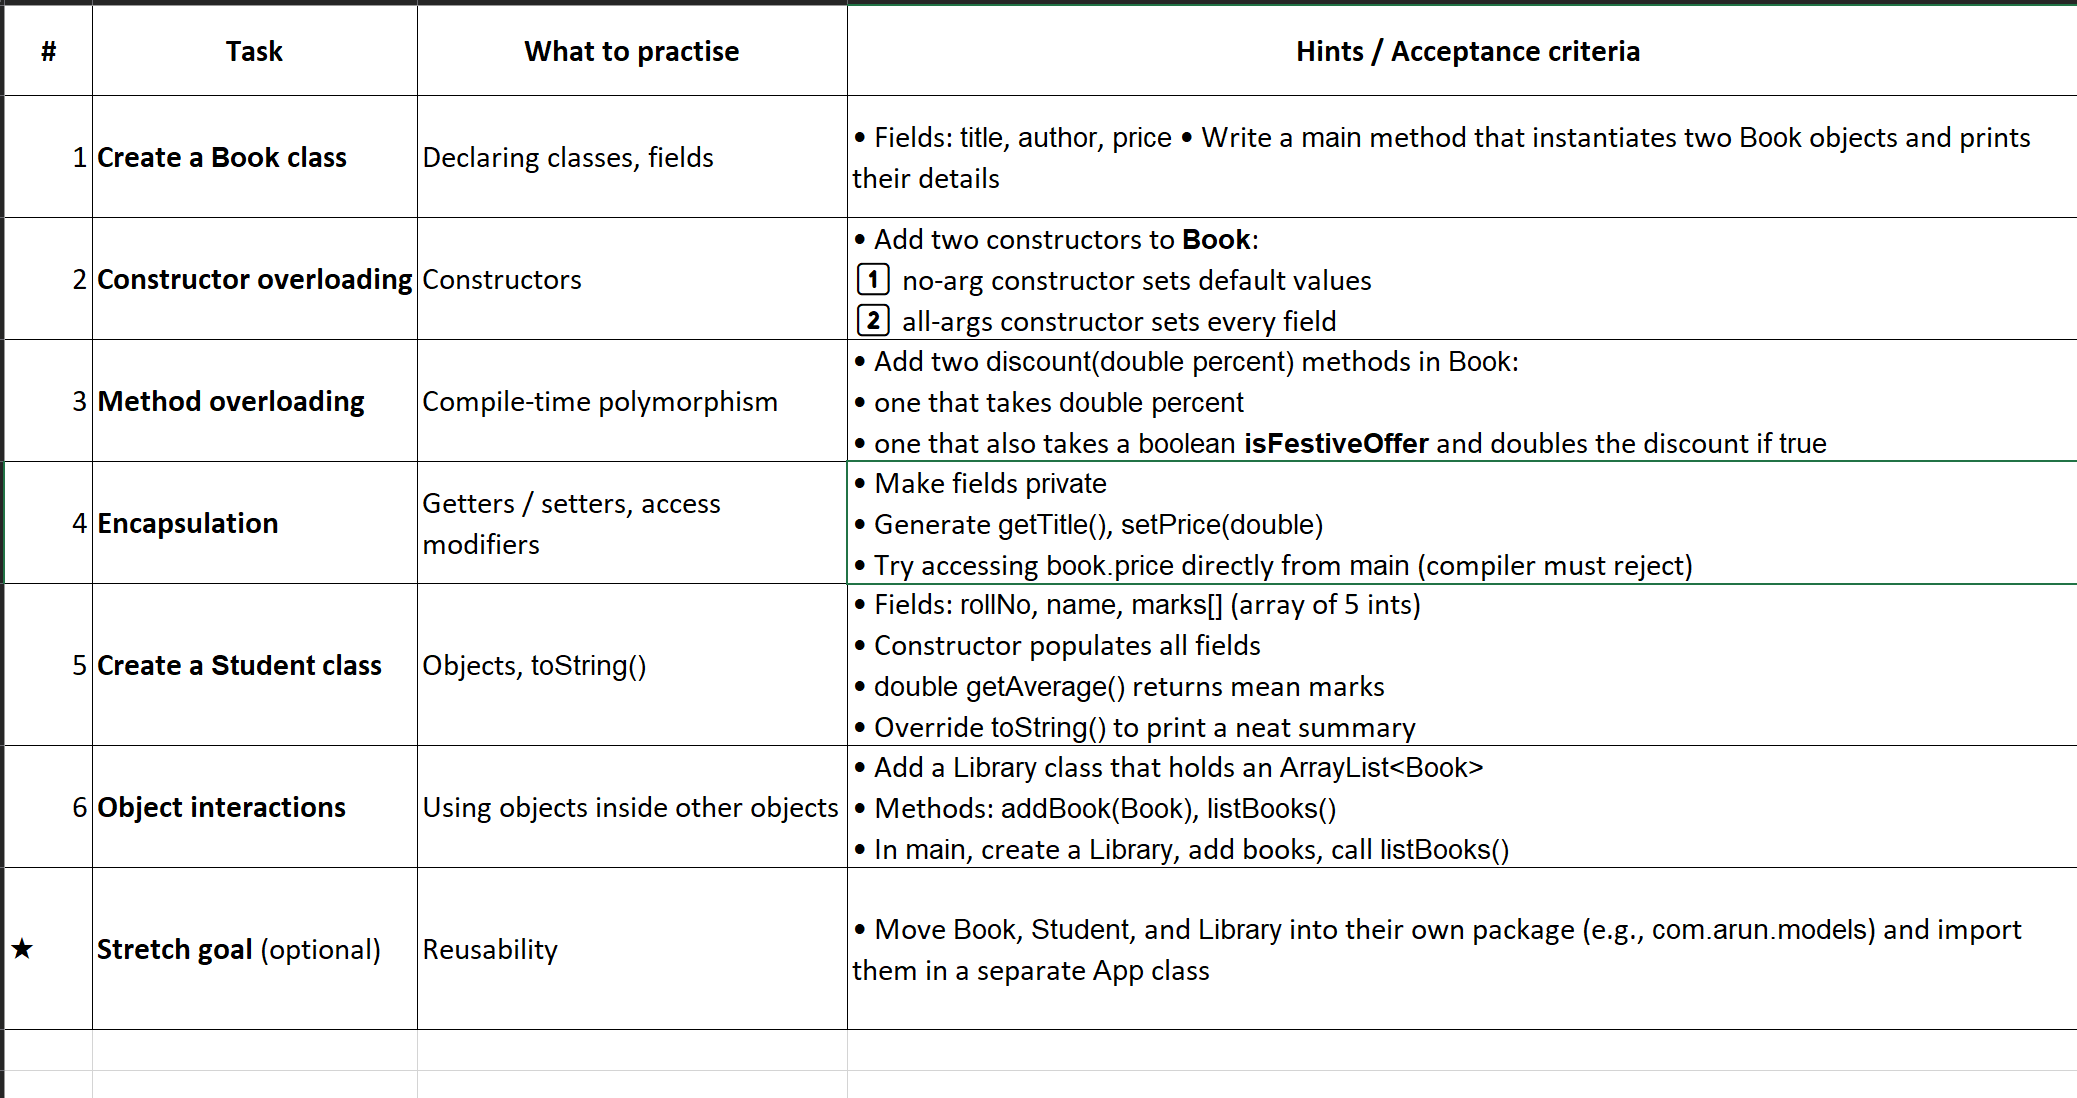 # Task What to practise Hints / Acceptance criteria
1 Create a Book class Declaring classes, fields • Fields: title, author, price • Write a main method that instantiates two Book objects and prints
their details
2 Constructor overloading Constructors • Add two constructors to Book:
1 no-arg constructor sets default values
2 all-args constructor sets every field
3 Method overloading Compile-time polymorphism • Add two discount(double percent) methods in Book:
• one that takes double percent
• one that also takes a boolean isFestiveOffer and doubles the discount if true
4 Encapsulation Getters / setters, access
modifiers • Make fields private
• Generate getTitle(), setPrice(double)
• Try accessing book.price directly from main (compiler must reject)
5 Create a Student class Objects, toString() • Fields: rollNo, name, marks[] (array of 5 ints)
• Constructor populates all fields
• double getAverage() returns mean marks
• Override toString() to print a neat summary
6 Object interactions Using objects inside other objects • Add a Library class that holds an ArrayList<Book>
• Methods: addBook(Book), listBooks()
• In main, create a Library, add books, call listBooks()
★ Stretch goal (optional) Reusability • Move Book, Student, and Library into their own package (e.g., com.arun.models) and import
them in a separate App class